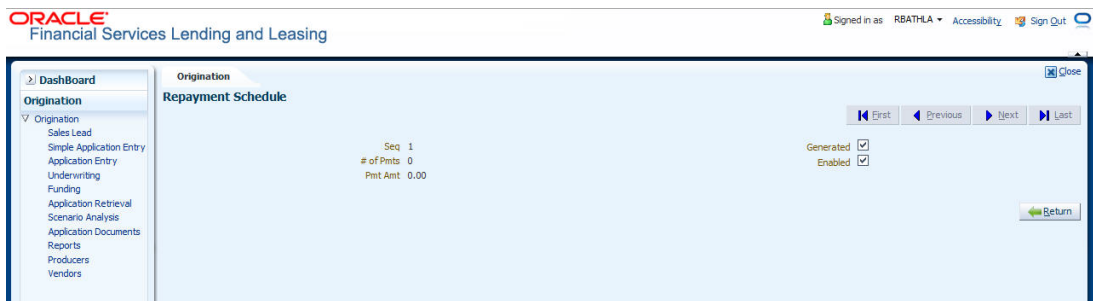 ORACLE
Financial Services Lending and Leasing
Signed in as RBATHLA Accessibility Sign Out
DashBoard
Origination
Origination
Sales Lead
Simple Application Entry
Application Entry
Underwriting
Funding
Application Retrieval
Scenario Analysis
Application Documents
Reports
Producers
Vendors
Origination
Close
Repayment Schedule
First Previous Next Last
Seq 1
# of Pmts 0
Pmt Amt 0.00
Generated
Enabled
Return